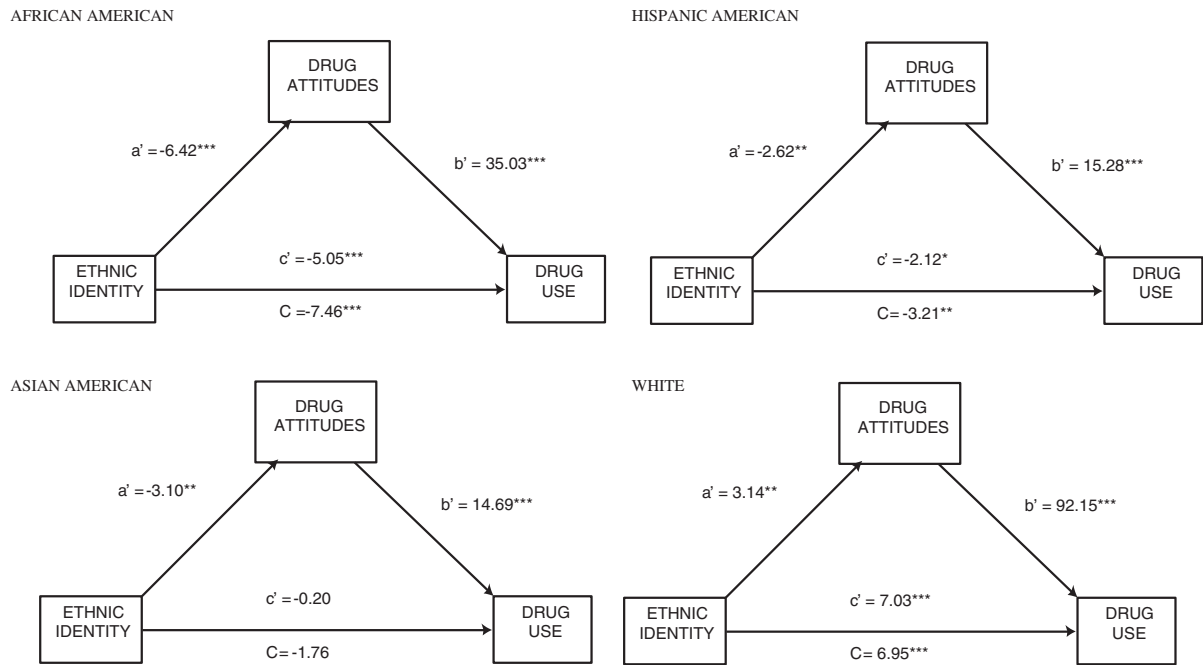 AFRICAN AMERICAN
DRUG
ATTITUDES
a' = -6.42***
b' = 35.03***
ETHNIC
IDENTITY
c' = -5.05***
C = -7.46***
DRUG
USE
HISPANIC AMERICAN
DRUG
ATTITUDES
a' = -2.62**
b' = 15.28***
ETHNIC
IDENTITY
c' = -2.12*
C= -3.21**
DRUG
USE
ASIAN AMERICAN
DRUG
ATTITUDES
a' = -3.10**
b' = 14.69***
ETHNIC
IDENTITY
c' = -0.20
C= -1.76
DRUG
USE
WHITE
DRUG
ATTITUDES
a' = 3.14**
b' = 92.15***
ETHNIC
IDENTITY
c' = 7.03***
C= 6.95***
DRUG
USE